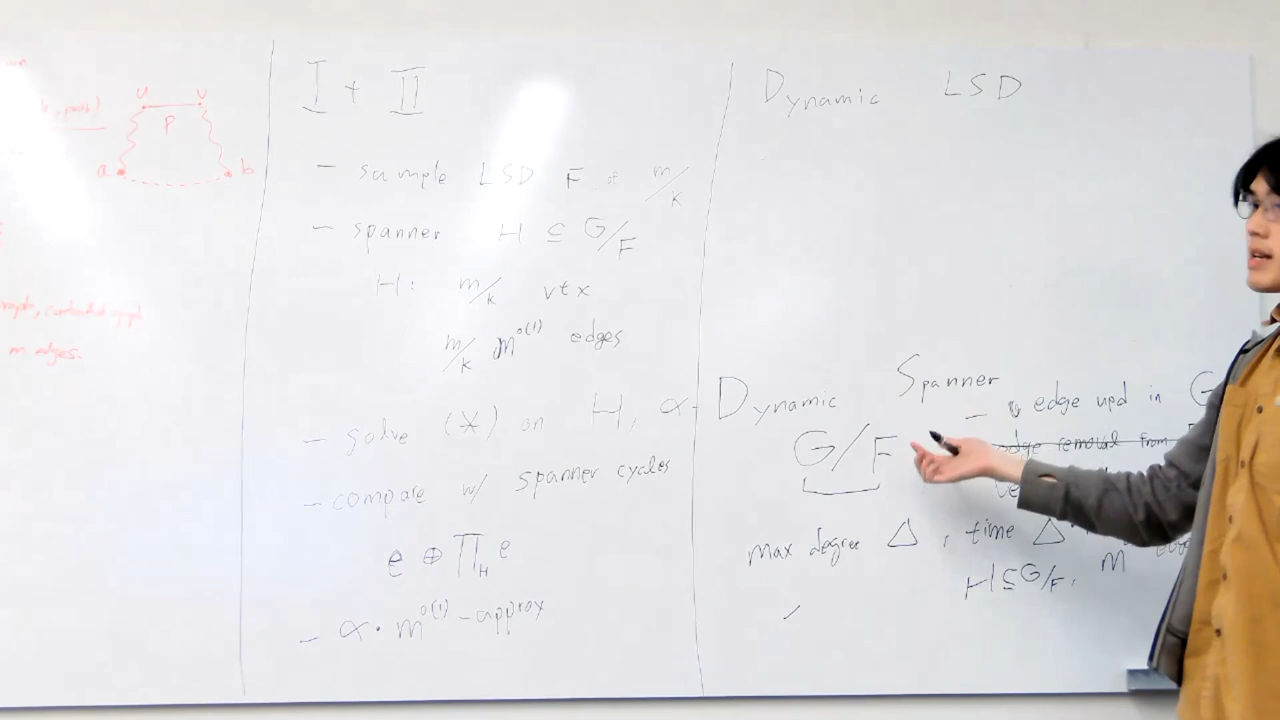 u v
, path)
P
a b
m edges.
I + II
- sample LSD F of m/k
- spanner H ⊆ G/F
H: m/k vtx
m/k m^o(1) edges
- solve (*) on H, α-
- compare w/ spanner cycles
e ⊕ Π_H e
- α · m^o(1) - approx
Dynamic LSD
Dynamic Spanner
G/F
- edge upd in G
edge removal from
max degree Δ, time Δ
H ⊆ G/F, m